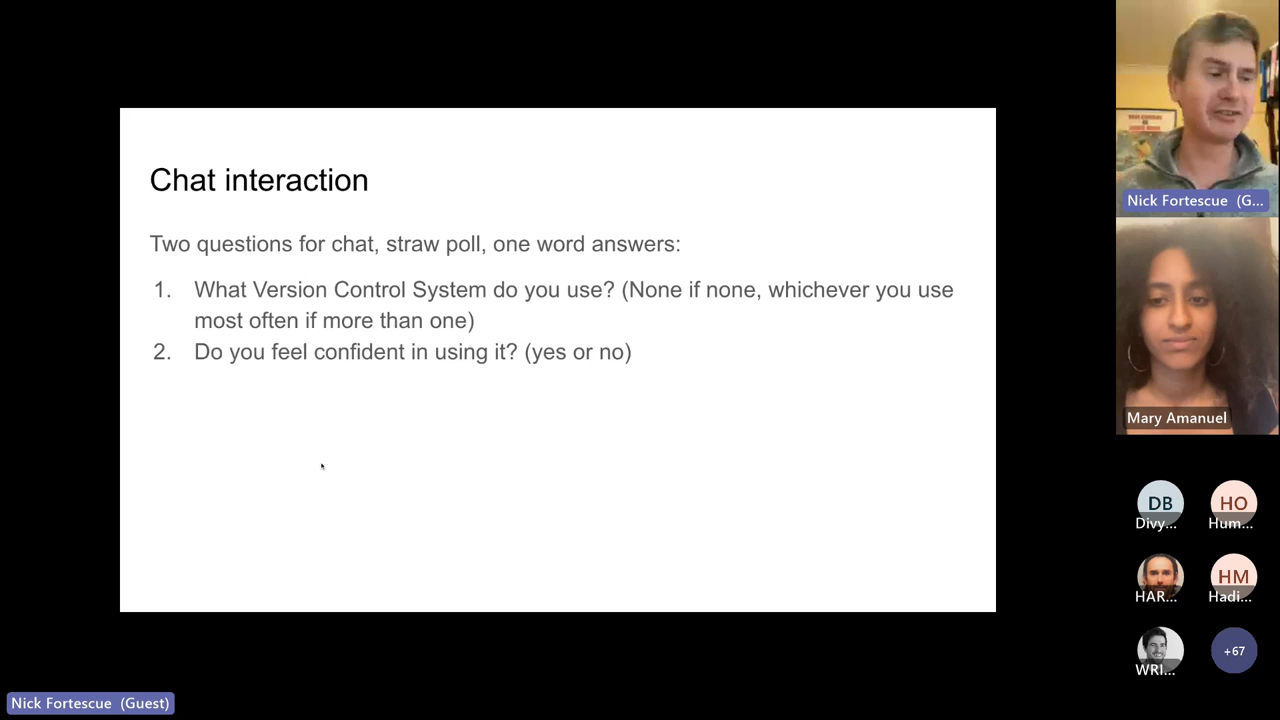 Chat interaction
Two questions for chat, straw poll, one word answers:
1. What Version Control System do you use? (None if none, whichever you use
most often if more than one)
2. Do you feel confident in using it? (yes or no)
Nick Fortescue (G...
Mary Amanuel
DB
Divy...
HO
Hum...
HAR...
HM
Hadi...
WRI...
+67
Nick Fortescue (Guest)